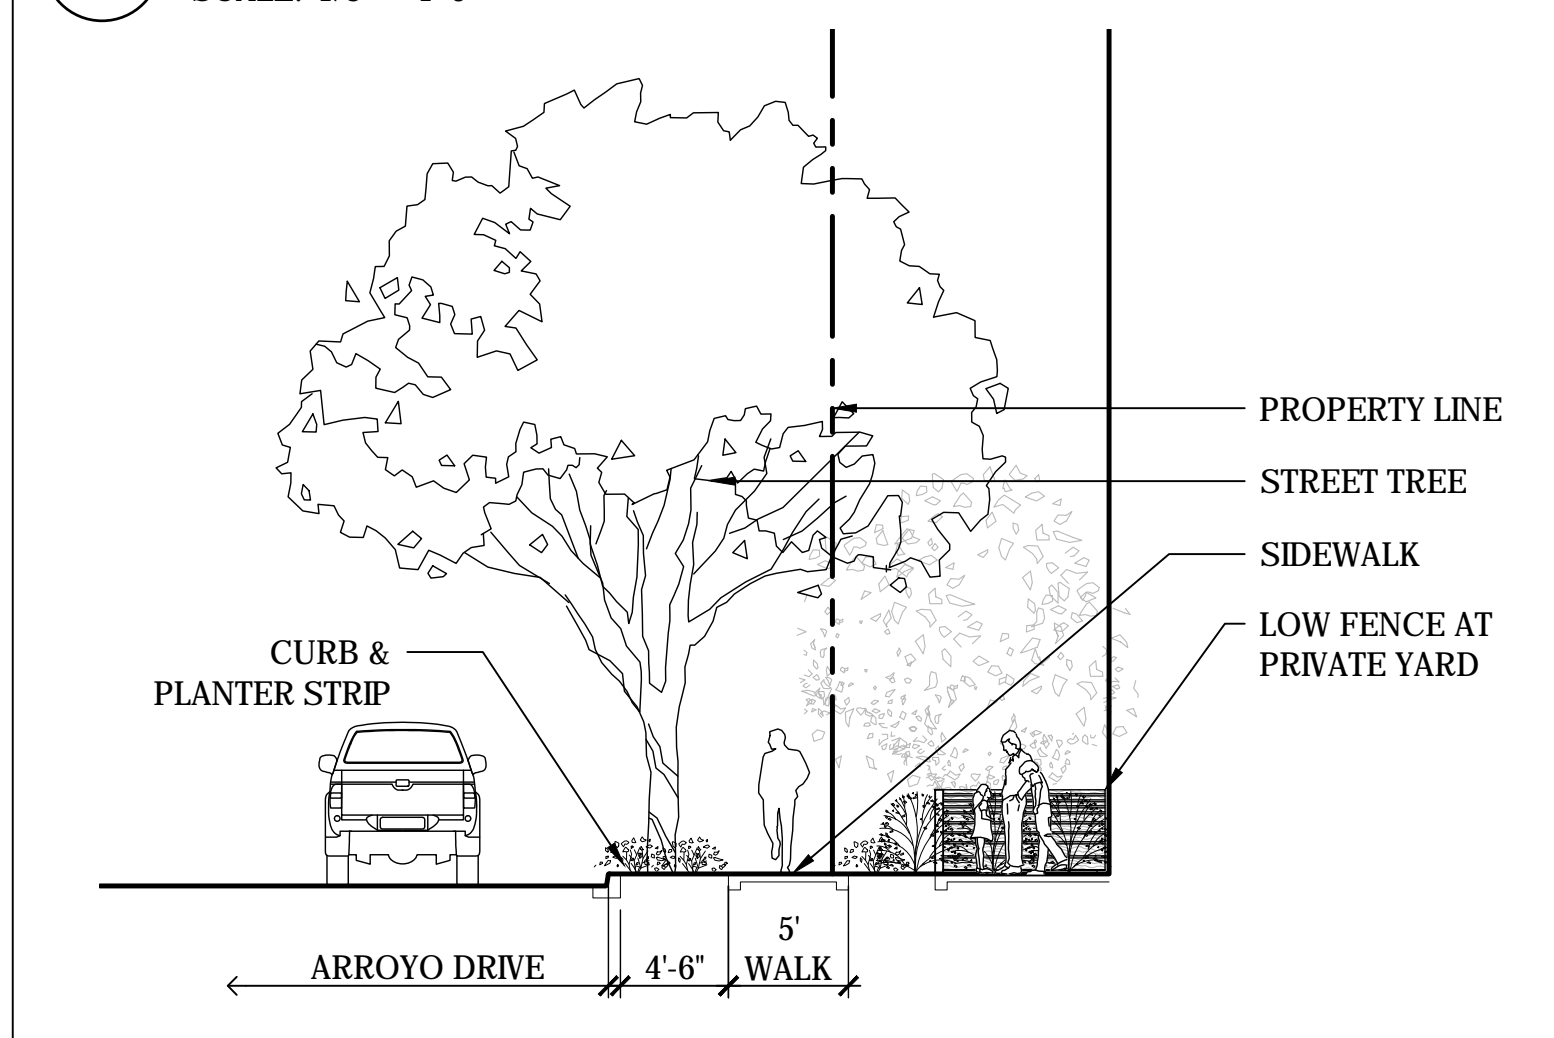 PROPERTY LINE
STREET TREE
SIDEWALK
LOW FENCE AT
PRIVATE YARD
CURB &
PLANTER STRIP
5'
ARROYO DRIVE 4'-6" WALK